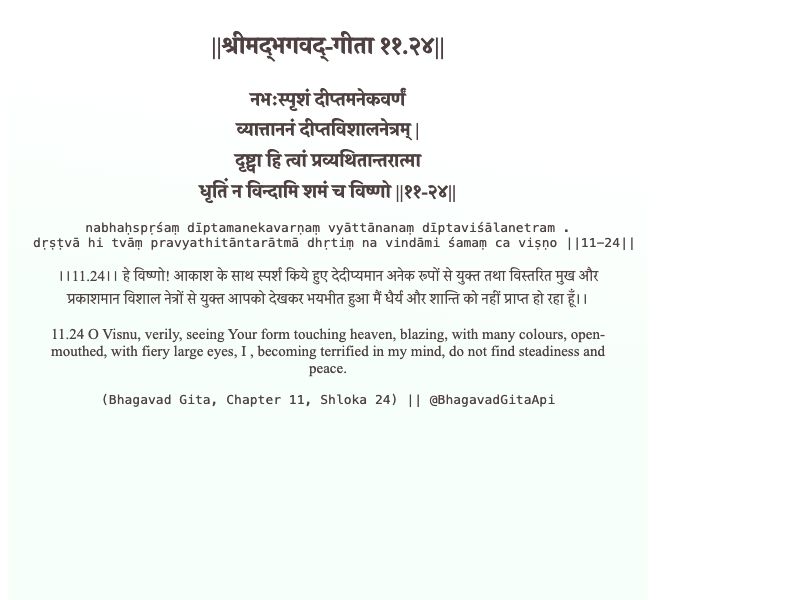 ||श्रीमद्‍भगवद्‍-गीता ११.२४||
नभःस्पृशं दीप्तमनेकवर्णं
व्यात्ताननं दीप्तविशालनेत्रम् |
दृष्ट्वा हि त्वां प्रव्यथितान्तरात्मा
धृतिं न विन्दामि शमं च विष्णो ||११-२४||
nabhaḥspṛśaṃ dīptamanekavarṇaṃ vyāttānanaṃ dīptaviśālanetram .
dṛṣṭvā hi tvāṃ pravyathitāntarātmā dhṛtiṃ na vindāmi śamaṃ ca viṣṇo ||11-24||
।।11.24।। हे विष्णो! आकाश के साथ स्पर्श किये हुए देदीप्यमान अनेक रूपों से युक्त तथा विस्तरित मुख और
प्रकाशमान विशाल नेत्रों से युक्त आपको देखकर भयभीत हुआ मैं धैर्य और शान्ति को नहीं प्राप्त हो रहा हूँ।।
11.24 O Visnu, verily, seeing Your form touching heaven, blazing, with many colours, open-
mouthed, with fiery large eyes, I , becoming terrified in my mind, do not find steadiness and
peace.
(Bhagavad Gita, Chapter 11, Shloka 24) || @BhagavadGitaApi